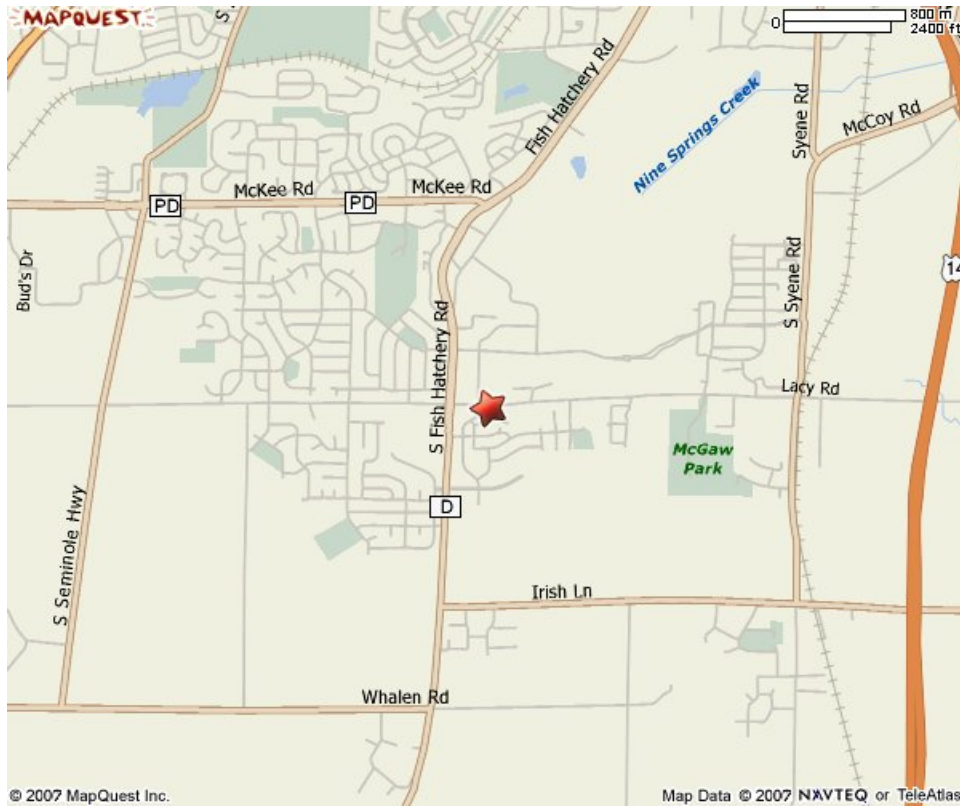 MAPQUEST
0
800 m
2400 ft
S
Fish Hatchery Rd
Nine Springs Creek
Syene Rd
McCoy Rd
McKee Rd
McKee Rd
PD
PD
Bud's Dr
S Syene Rd
14
S Fish Hatchery Rd
Lacy Rd
McGaw
Park
D
S Seminole Hwy
Irish Ln
Whalen Rd
© 2007 MapQuest Inc.
Map Data © 2007 NAVTEQ or TeleAtlas